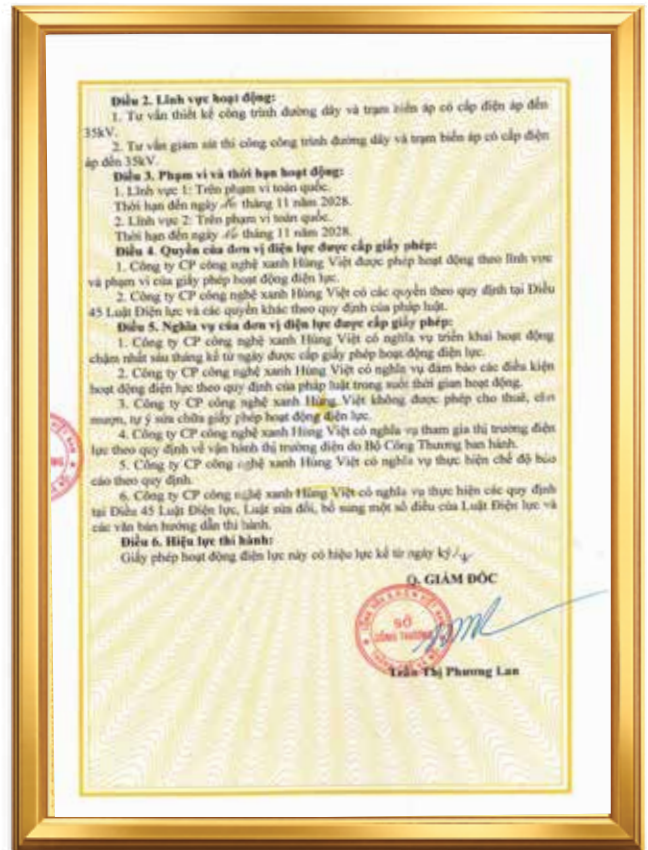 Điều 2. Lĩnh vực hoạt động:
1. Tư vấn thiết kế công trình đường dây và trạm biến áp có cấp điện áp đến
35kV.
2. Tư vấn giám sát thi công công trình đường dây và trạm biến áp có cấp điện
áp đến 35kV.
Điều 3. Phạm vi và thời hạn hoạt động:
1. Lĩnh vực 1: Trên phạm vi toàn quốc.
Thời hạn đến ngày tháng 11 năm 2028.
2. Lĩnh vực 2: Trên phạm vi toàn quốc.
Thời hạn đến ngày tháng 11 năm 2028.
Điều 4. Quyền của đơn vị điện lực được cấp giấy phép:
1. Công ty CP công nghệ xanh Hùng Việt được phép hoạt động theo lĩnh vực
và phạm vi của giấy phép hoạt động điện lực.
2. Công ty CP công nghệ xanh Hùng Việt có các quyền theo quy định tại Điều
45 Luật Điện lực và các quyền khác theo quy định của pháp luật.
Điều 5. Nghĩa vụ của đơn vị điện lực được cấp giấy phép:
1. Công ty CP công nghệ xanh Hùng Việt có nghĩa vụ triển khai hoạt động
chậm nhất sáu tháng kể từ ngày được cấp giấy phép hoạt động điện lực.
2. Công ty CP công nghệ xanh Hùng Việt có nghĩa vụ đảm bảo các điều kiện
hoạt động điện lực theo quy định của pháp luật trong suốt thời gian hoạt động.
3. Công ty CP công nghệ xanh Hùng Việt không được phép cho thuê, cho
mượn, tự ý sửa chữa giấy phép hoạt động điện lực.
4. Công ty CP công nghệ xanh Hùng Việt có nghĩa vụ tham gia thị trường điện
lực theo quy định về vận hành thị trường điện do Bộ Công Thương ban hành.
5. Công ty CP công nghệ xanh Hùng Việt có nghĩa vụ thực hiện chế độ báo
cáo theo quy định.
6. Công ty CP công nghệ xanh Hùng Việt có nghĩa vụ thực hiện các quy định
tại Điều 45 Luật Điện lực, Luật sửa đổi, bổ sung một số điều của Luật Điện lực và
các văn bản hướng dẫn thi hành.
Điều 6. Hiệu lực thi hành:
Giấy phép hoạt động điện lực này có hiệu lực kể từ ngày ký
Q. GIÁM ĐỐC
SỞ
CÔNG THƯƠNG
Trần Thị Phương Lan